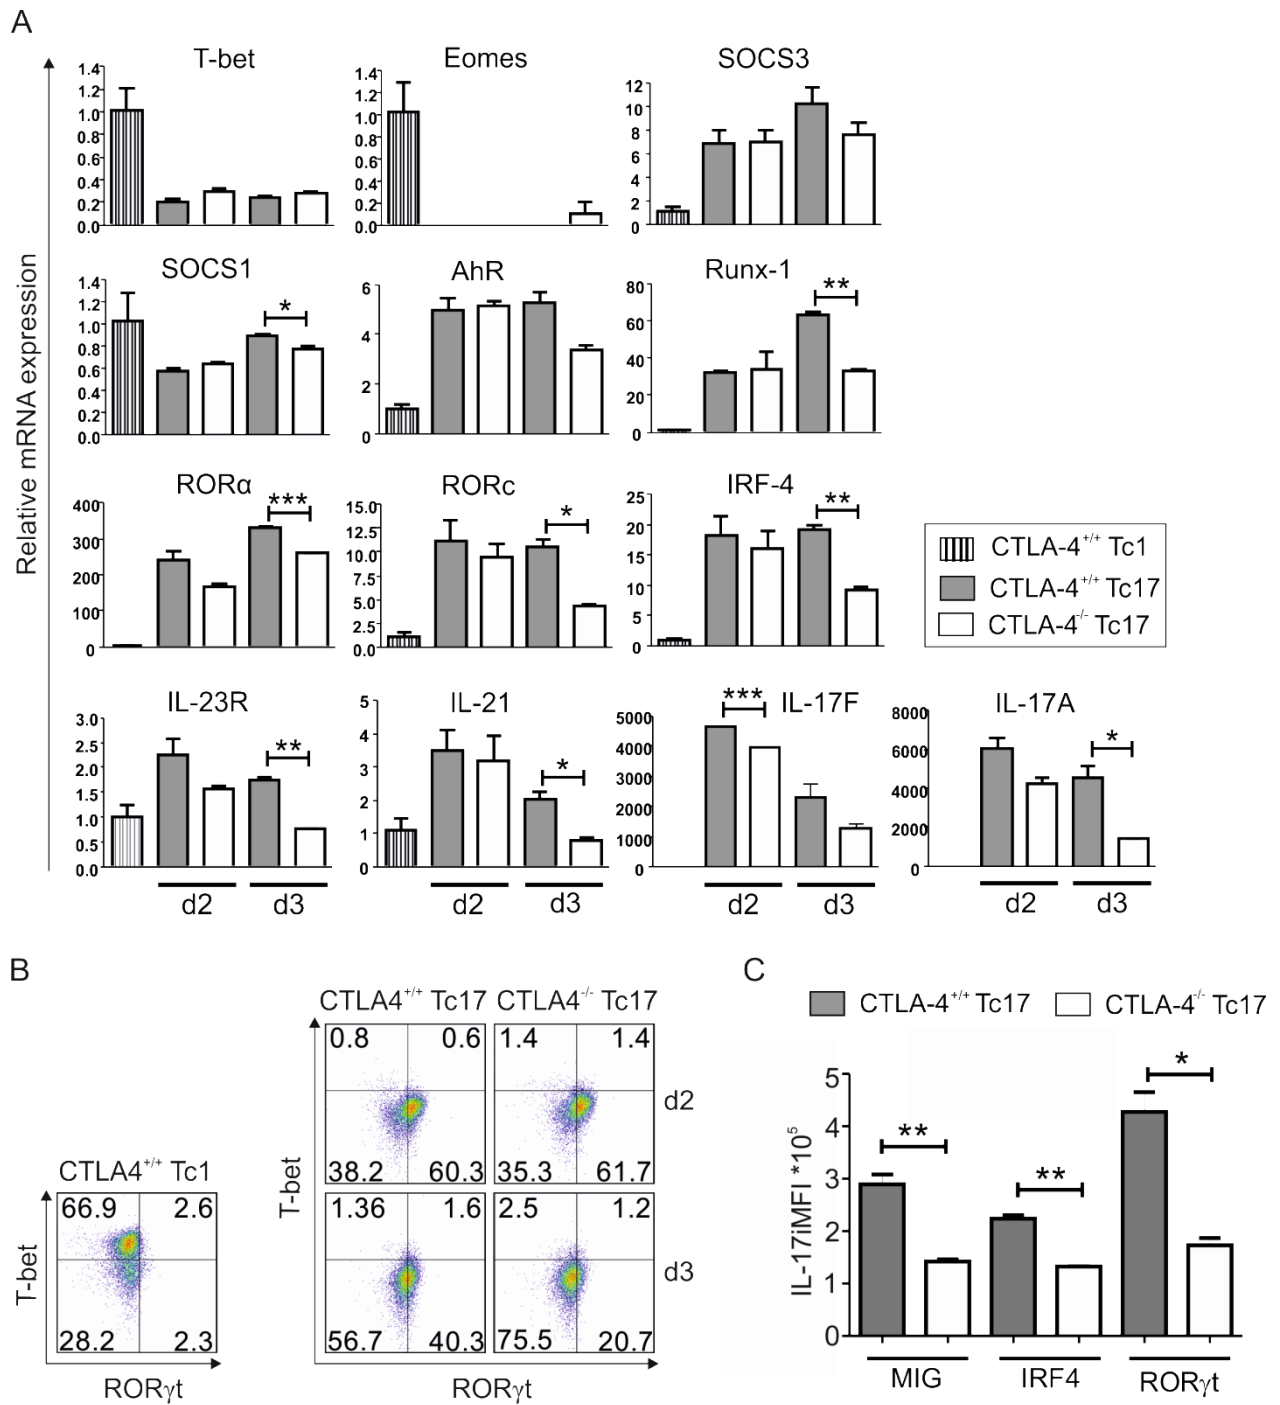 A
Relative mRNA expression
T-bet
1.4
1.2
1.0
0.8
0.6
0.4
0.2
0.0
Eomes
1.4
1.2
1.0
0.8
0.6
0.4
0.2
0.0
SOCS3
12
10
8
6
4
2
0
SOCS1
1.4
1.2
1.0
0.8
0.6
0.4
0.2
0.0
*
AhR
6
4
2
0
Runx-1
80
60
40
20
0
**
RORα
400
300
200
100
0
***
RORc
15.0
12.5
10.0
7.5
5.0
2.5
0.0
*
IRF-4
25
20
15
10
5
0
**
CTLA-4+/+ Tc1
CTLA-4+/+ Tc17
CTLA-4-/- Tc17
IL-23R
3.0
2.5
2.0
1.5
1.0
0.5
0.0
**
d2 d3
IL-21
5
4
3
2
1
0
*
d2 d3
IL-17F
5000
4000
3000
2000
1000
0
***
d2 d3
IL-17A
8000
6000
4000
2000
0
*
d2 d3
B
CTLA4+/+ Tc1
T-bet
66.9 2.6
28.2 2.3
RORγt
CTLA4+/+ Tc17 CTLA4-/- Tc17
T-bet
0.8 0.6 1.4 1.4
d2
38.2 60.3 35.3 61.7
1.36 1.6 2.5 1.2
d3
56.7 40.3 75.5 20.7
RORγt
C
CTLA-4+/+ Tc17 CTLA-4-/- Tc17
IL-17iMFI *10⁵
5
4
3
2
1
0
** ** *
MIG IRF4 RORγt